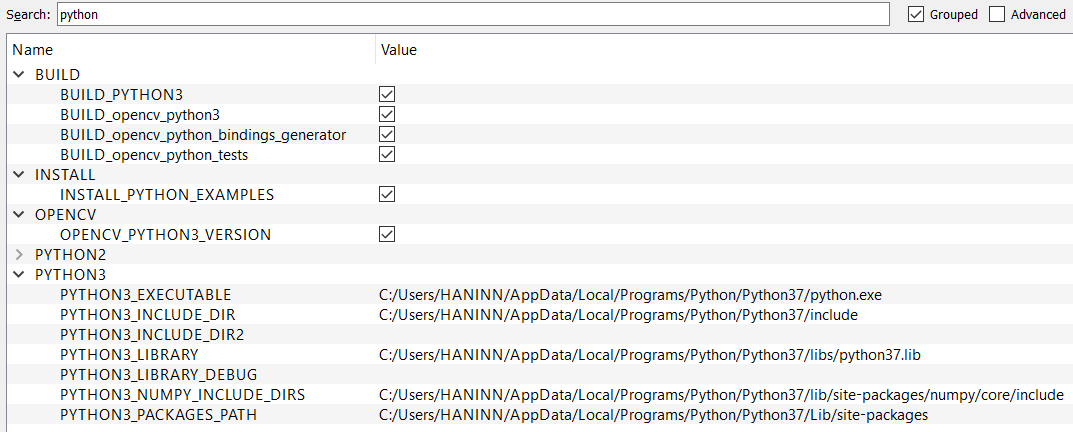 Search: python Grouped Advanced
Name Value
BUILD
BUILD_PYTHON3
BUILD_opencv_python3
BUILD_opencv_python_bindings_generator
BUILD_opencv_python_tests
INSTALL
INSTALL_PYTHON_EXAMPLES
OPENCV
OPENCV_PYTHON3_VERSION
PYTHON2
PYTHON3
PYTHON3_EXECUTABLE C:/Users/HANINN/AppData/Local/Programs/Python/Python37/python.exe
PYTHON3_INCLUDE_DIR C:/Users/HANINN/AppData/Local/Programs/Python/Python37/include
PYTHON3_INCLUDE_DIR2
PYTHON3_LIBRARY C:/Users/HANINN/AppData/Local/Programs/Python/Python37/libs/python37.lib
PYTHON3_LIBRARY_DEBUG
PYTHON3_NUMPY_INCLUDE_DIRS C:/Users/HANINN/AppData/Local/Programs/Python/Python37/lib/site-packages/numpy/core/include
PYTHON3_PACKAGES_PATH C:/Users/HANINN/AppData/Local/Programs/Python/Python37/Lib/site-packages